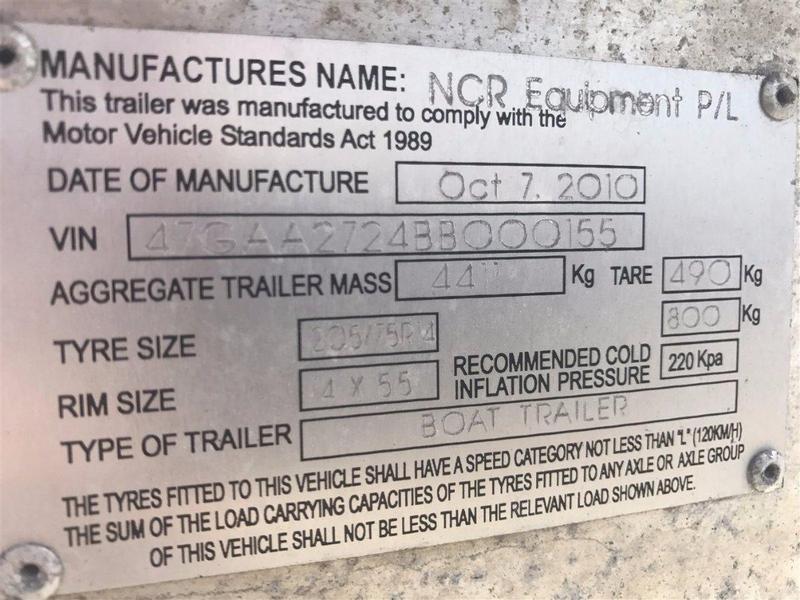 MANUFACTURES NAME: NCR Equipment P/L
This trailer was manufactured to comply with the
Motor Vehicle Standards Act 1989
DATE OF MANUFACTURE Oct 7, 2010
VIN 47GAA2724BB000155
AGGREGATE TRAILER MASS Kg TARE 490 Kg
800 Kg
TYRE SIZE 205/75R14
RIM SIZE X 55 RECOMMENDED COLD INFLATION PRESSURE 220 Kpa
TYPE OF TRAILER BOAT TRAILER
THE TYRES FITTED TO THIS VEHICLE SHALL HAVE A SPEED CATEGORY NOT LESS THAN "L" (120KM/H)
THE SUM OF THE LOAD CARRYING CAPACITIES OF THE TYRES FITTED TO ANY AXLE OR AXLE GROUP
OF THIS VEHICLE SHALL NOT BE LESS THAN THE RELEVANT LOAD SHOWN ABOVE.